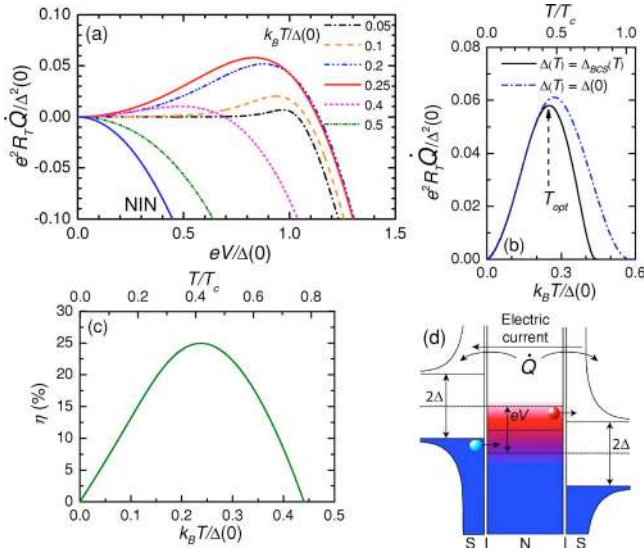 (a)
k_BT/Δ(0)
0.05
0.1
0.2
0.25
0.4
0.5
NIN
e²R_TQ̇/Δ²(0)
0.10
0.05
0.00
-0.05
-0.10
0.0 0.5 1.0 1.5
eV/Δ(0)
T/T_c
0.0 0.5 1.0
Δ(T) = Δ_BCS(T)
Δ(T) = Δ(0)
e²R_TQ̇/Δ²(0)
0.08
0.06
0.04
0.02
0.00
T_opt
(b)
0.0 0.3 0.6
k_BT/Δ(0)
T/T_c
0.0 0.2 0.4 0.6 0.8
(c)
η (%)
30
25
20
15
10
5
0
0.0 0.1 0.2 0.3 0.4 0.5
k_BT/Δ(0)
(d)
Electric
current
Q̇
2Δ
eV
2Δ
S I N I S